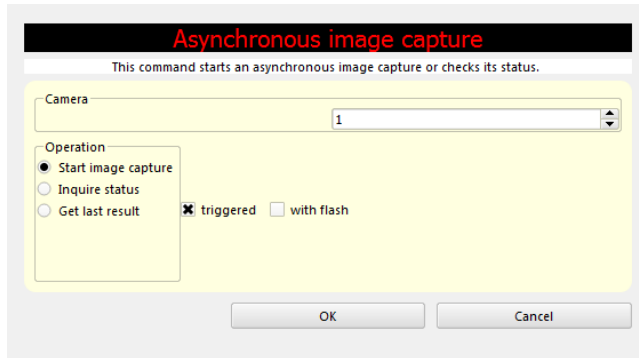 Asynchronous image capture
This command starts an asynchronous image capture or checks its status.
Camera
1
Operation
Start image capture
Inquire status
Get last result
triggered with flash
OK Cancel